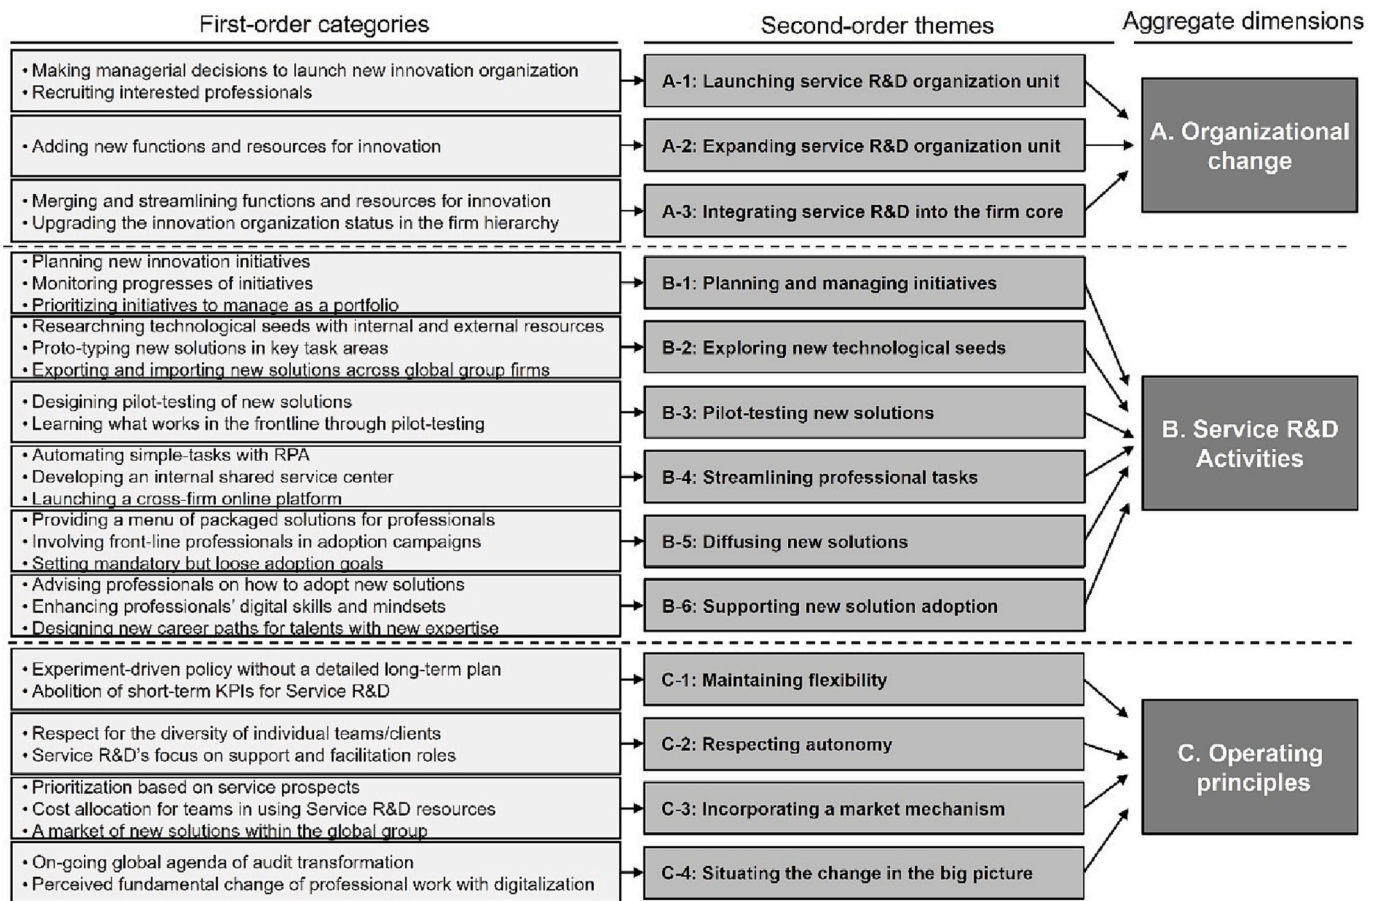 First-order categories
Second-order themes
Aggregate dimensions
• Making managerial decisions to launch new innovation organization
• Recruiting interested professionals
A-1: Launching service R&D organization unit
• Adding new functions and resources for innovation
A-2: Expanding service R&D organization unit
• Merging and streamlining functions and resources for innovation
• Upgrading the innovation organization status in the firm hierarchy
A-3: Integrating service R&D into the firm core
A. Organizational
change
• Planning new innovation initiatives
• Monitoring progresses of initiatives
• Prioritizing initiatives to manage as a portfolio
B-1: Planning and managing initiatives
• Researchning technological seeds with internal and external resources
• Proto-typing new solutions in key task areas
• Exporting and importing new solutions across global group firms
B-2: Exploring new technological seeds
• Desigining pilot-testing of new solutions
• Learning what works in the frontline through pilot-testing
B-3: Pilot-testing new solutions
• Automating simple-tasks with RPA
• Developing an internal shared service center
• Launching a cross-firm online platform
B-4: Streamlining professional tasks
• Providing a menu of packaged solutions for professionals
• Involving front-line professionals in adoption campaigns
• Setting mandatory but loose adoption goals
B-5: Diffusing new solutions
• Advising professionals on how to adopt new solutions
• Enhancing professionals' digital skills and mindsets
• Designing new career paths for talents with new expertise
B-6: Supporting new solution adoption
B. Service R&D
Activities
• Experiment-driven policy without a detailed long-term plan
• Abolition of short-term KPIs for Service R&D
C-1: Maintaining flexibility
• Respect for the diversity of individual teams/clients
• Service R&D's focus on support and facilitation roles
C-2: Respecting autonomy
• Prioritization based on service prospects
• Cost allocation for teams in using Service R&D resources
• A market of new solutions within the global group
C-3: Incorporating a market mechanism
• On-going global agenda of audit transformation
• Perceived fundamental change of professional work with digitalization
C-4: Situating the change in the big picture
C. Operating
principles